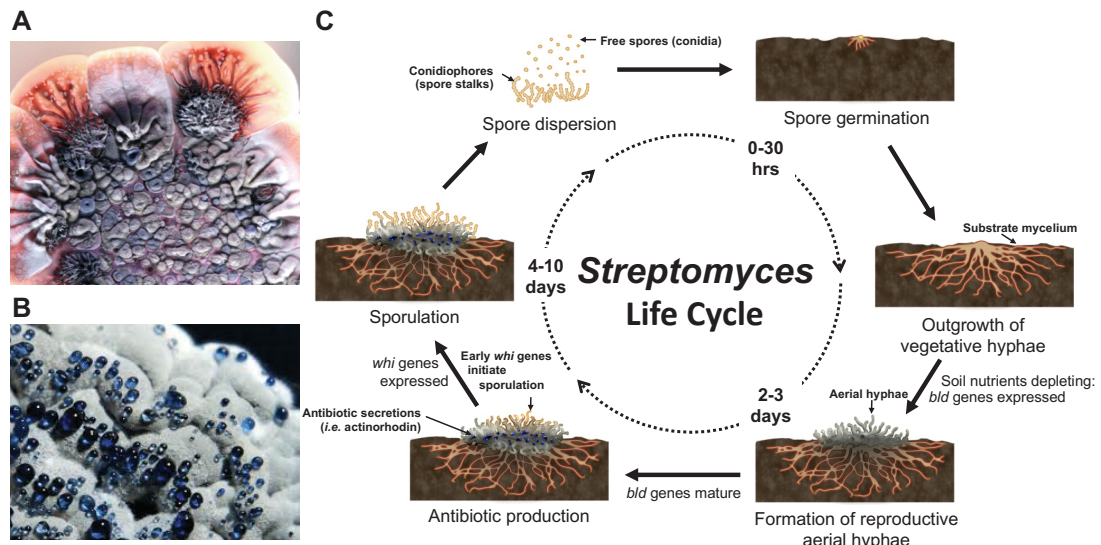 A
B
C
Free spores (conidia)
Conidiophores
(spore stalks)
Spore dispersion
Spore germination
0-30
hrs
Substrate mycelium
Outgrowth of
vegetative hyphae
Soil nutrients depleting:
bld genes expressed
2-3
days
Aerial hyphae
Formation of reproductive
aerial hyphae
bld genes mature
Antibiotic production
Antibiotic secretions
(i.e. actinorhodin)
Early whi genes
initiate
sporulation
whi genes
expressed
Sporulation
4-10
days
Streptomyces
Life Cycle